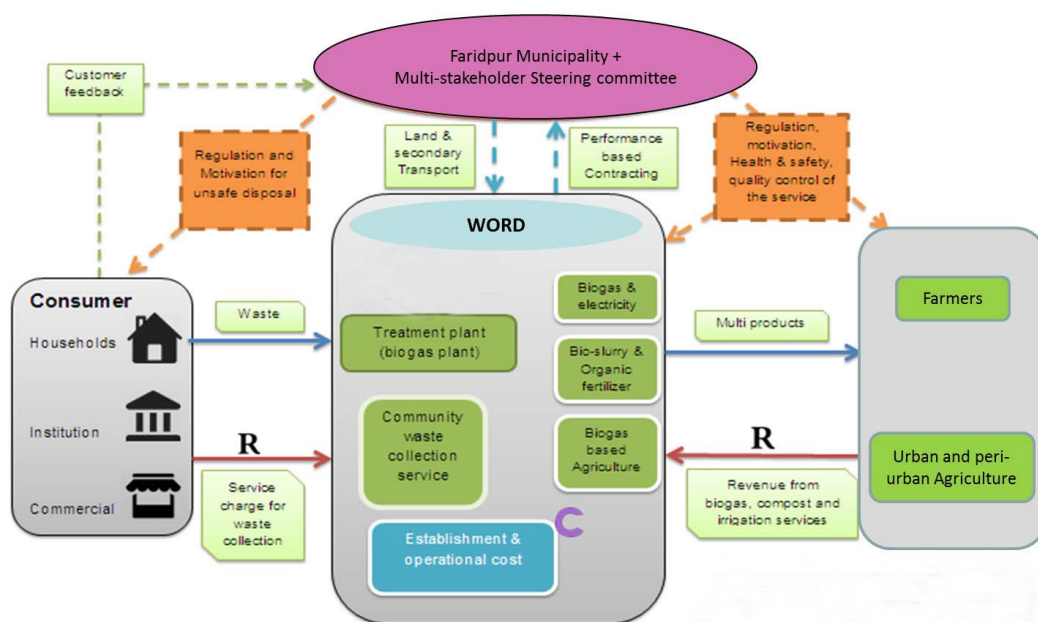 Faridpur Municipality +
Multi-stakeholder Steering committee
Customer
feedback
Regulation and
Motivation for
unsafe disposal
Land &
secondary
Transport
Performance
based
Contracting
Regulation,
motivation,
Health & safety,
quality control of
the service
WORD
Consumer
Households
Institution
Commercial
Waste
R
Service
charge for
waste
collection
Treatment plant
(biogas plant)
Community
waste
collection
service
Establishment &
operational cost
Biogas &
electricity
Bio-slurry &
Organic
fertilizer
Biogas
based
Agriculture
C
Multi products
R
Revenue from
biogas, compost and
irrigation services
Farmers
Urban and peri-
urban Agriculture